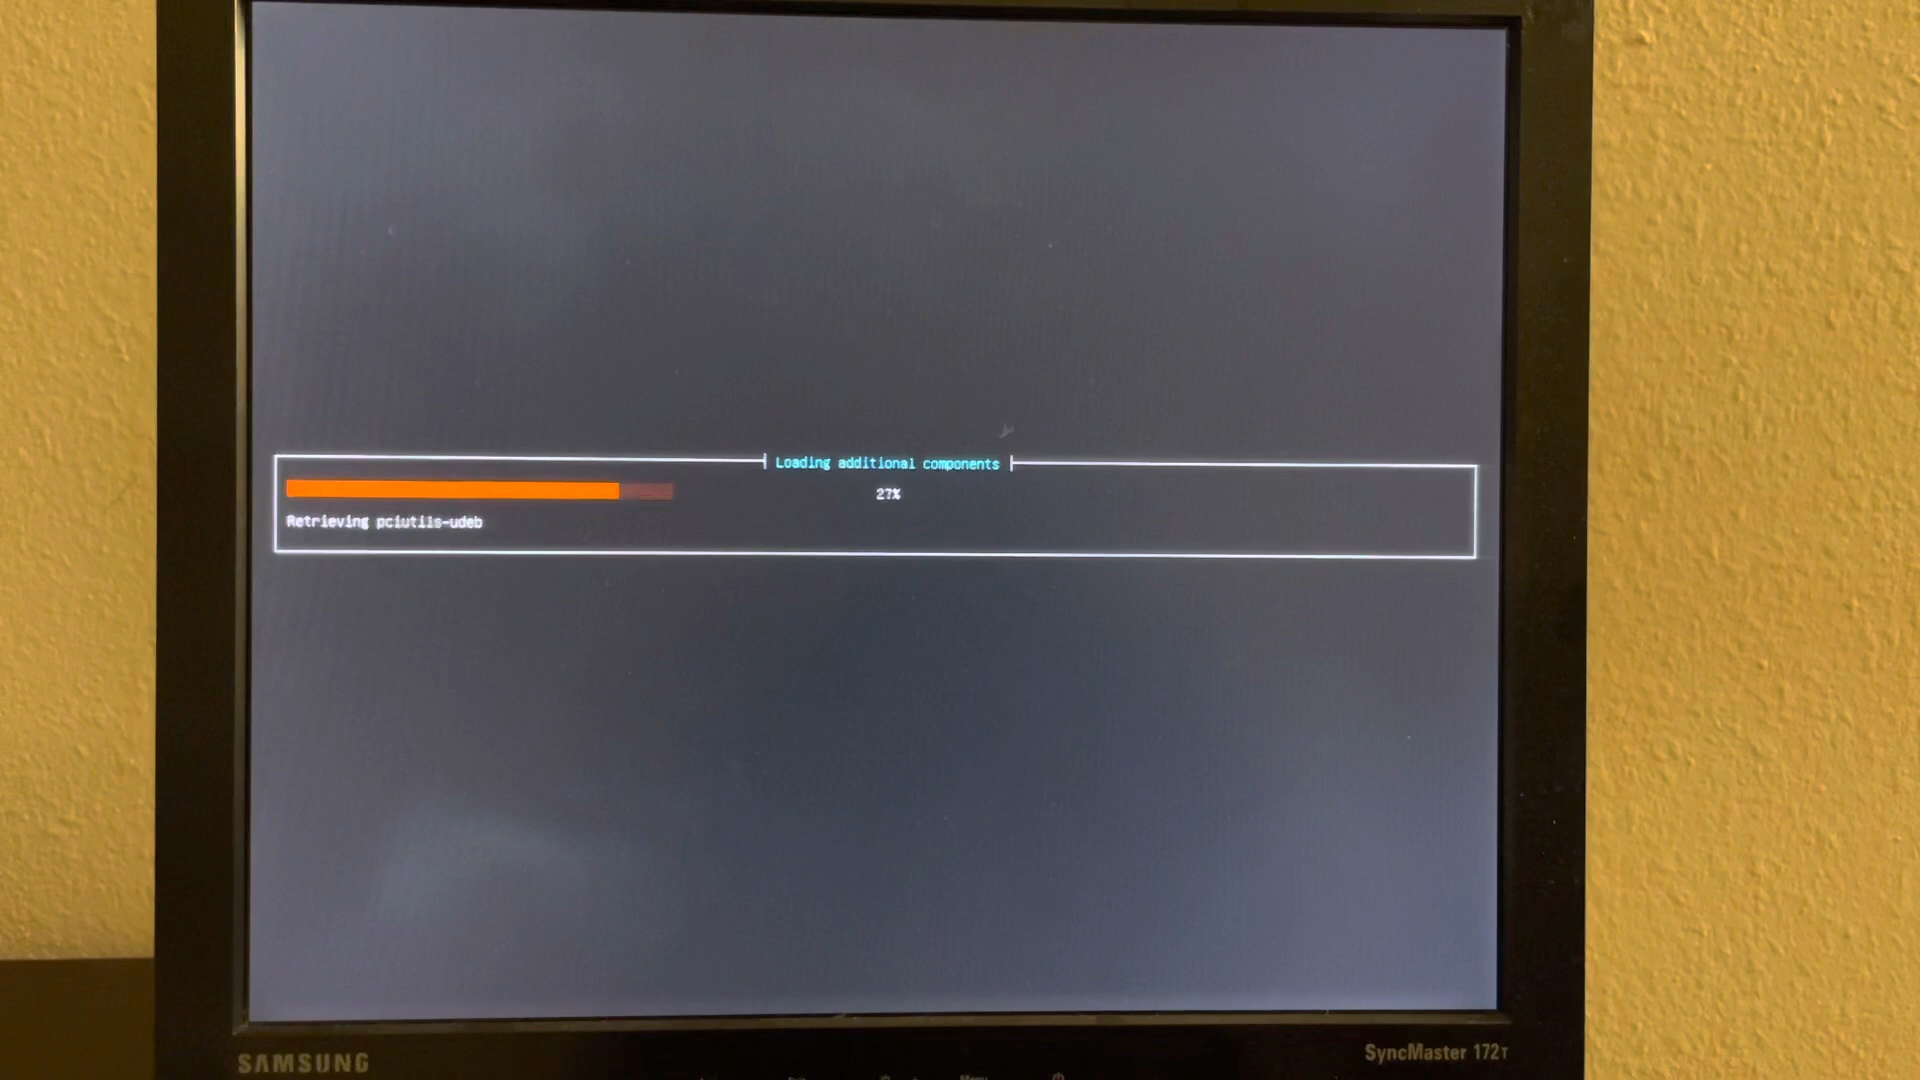 Loading additional components
27%
Retrieving pciutils-udeb
SAMSUNG
SyncMaster 172T